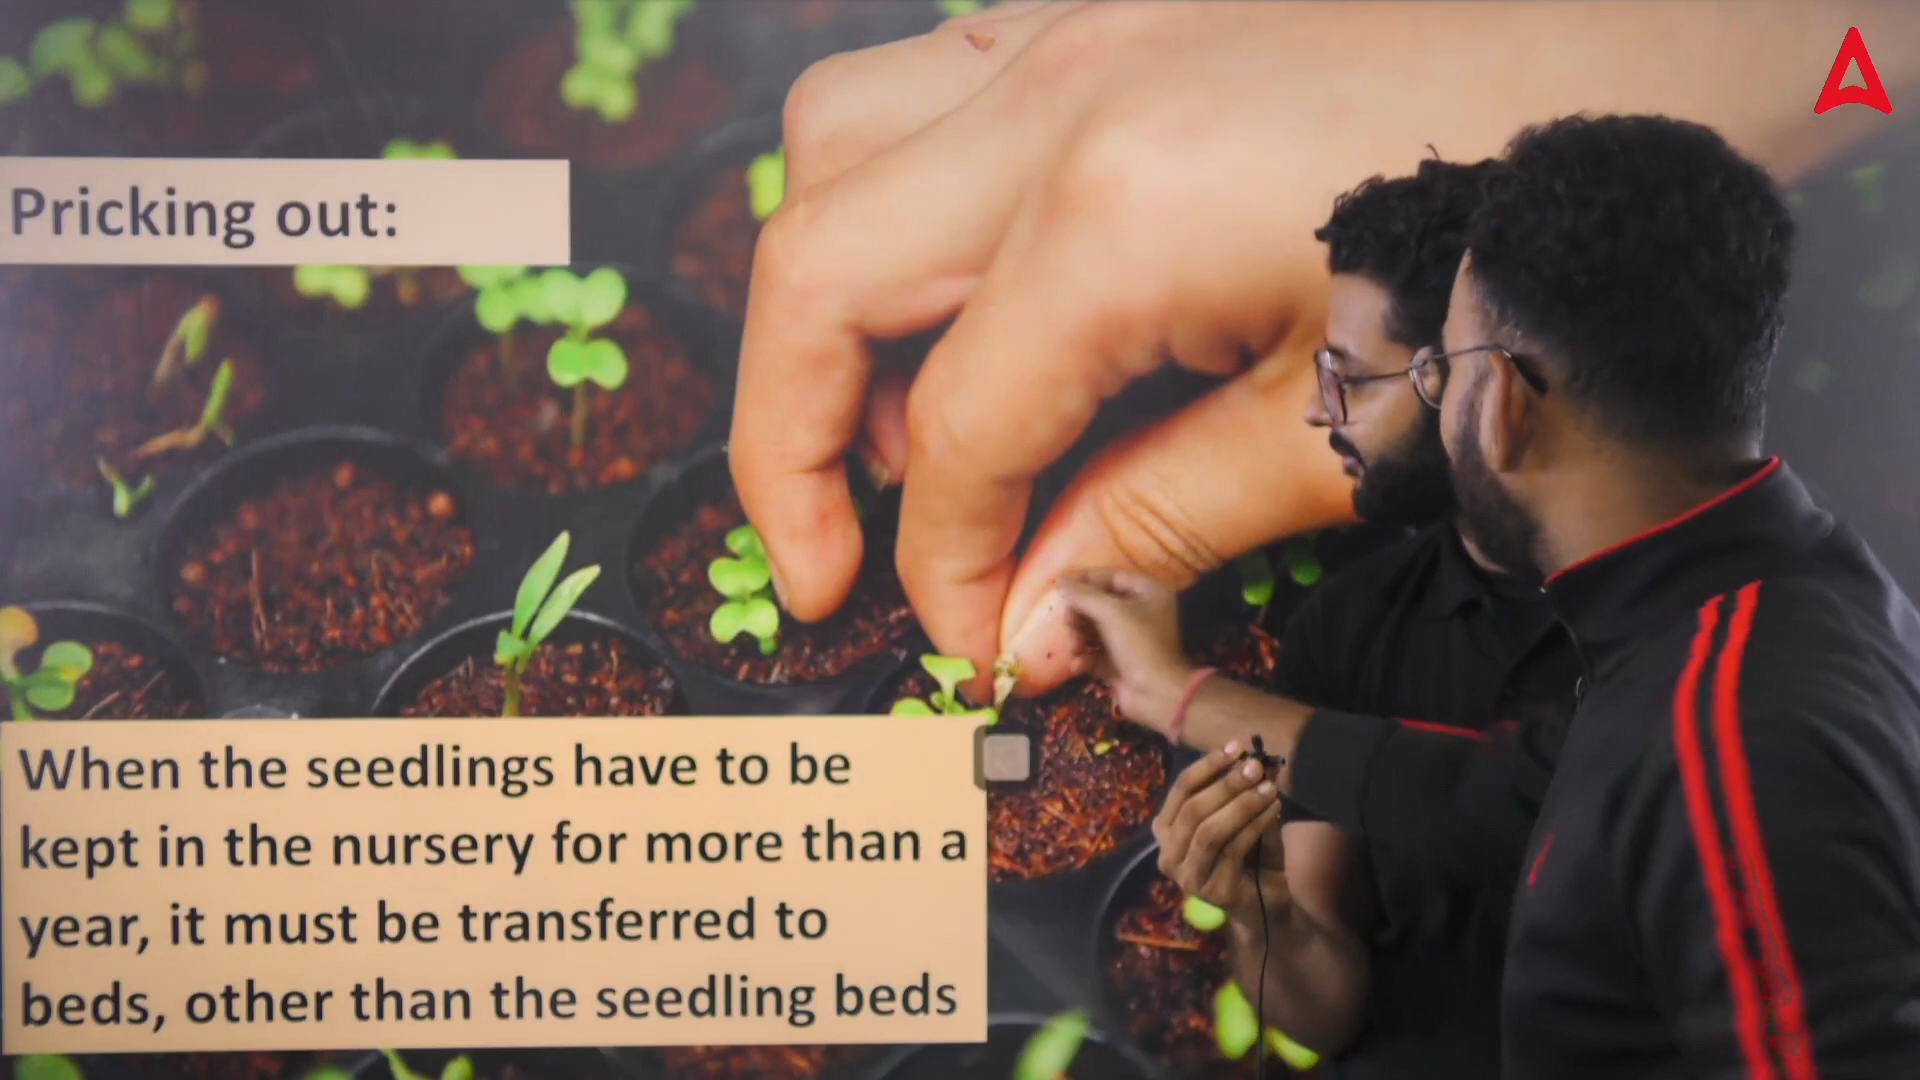 Pricking out:
When the seedlings have to be
kept in the nursery for more than a
year, it must be transferred to
beds, other than the seedling beds